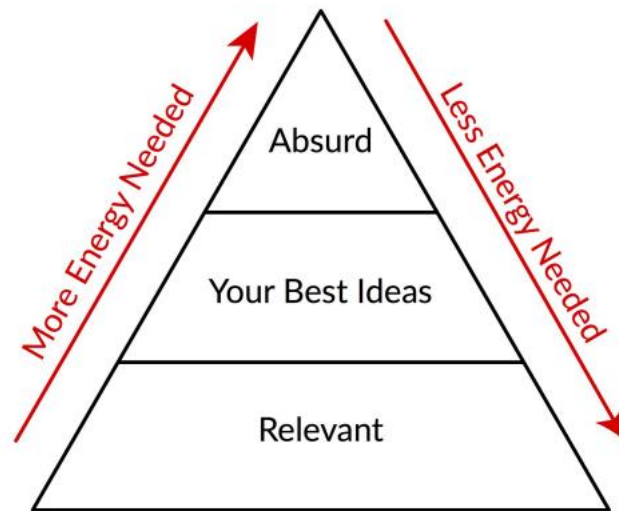 More Energy Needed
Less Energy Needed
Absurd
Your Best Ideas
Relevant